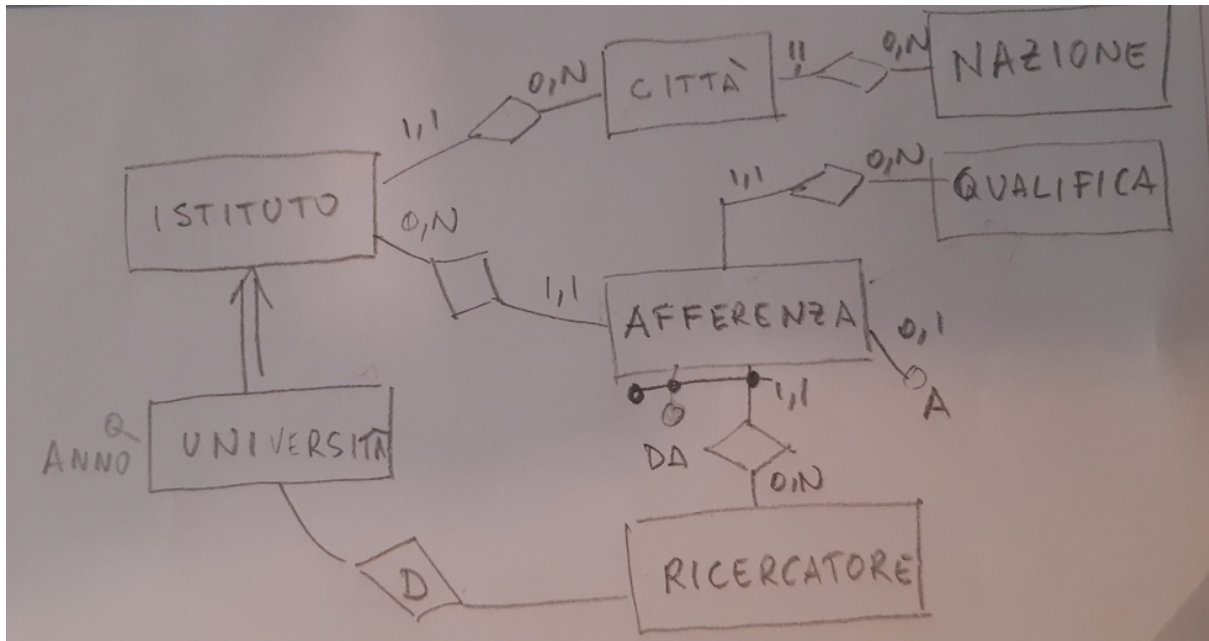 0,N
CITTÀ
1,1
0,N
NAZIONE
1,1
ISTITUTO
0,N
1,1
0,N
QUALIFICA
1,1
AFFERENZA
0,1
A
1,1
DA
0,N
ANNO
UNIVERSITÀ
D
RICERCATORE